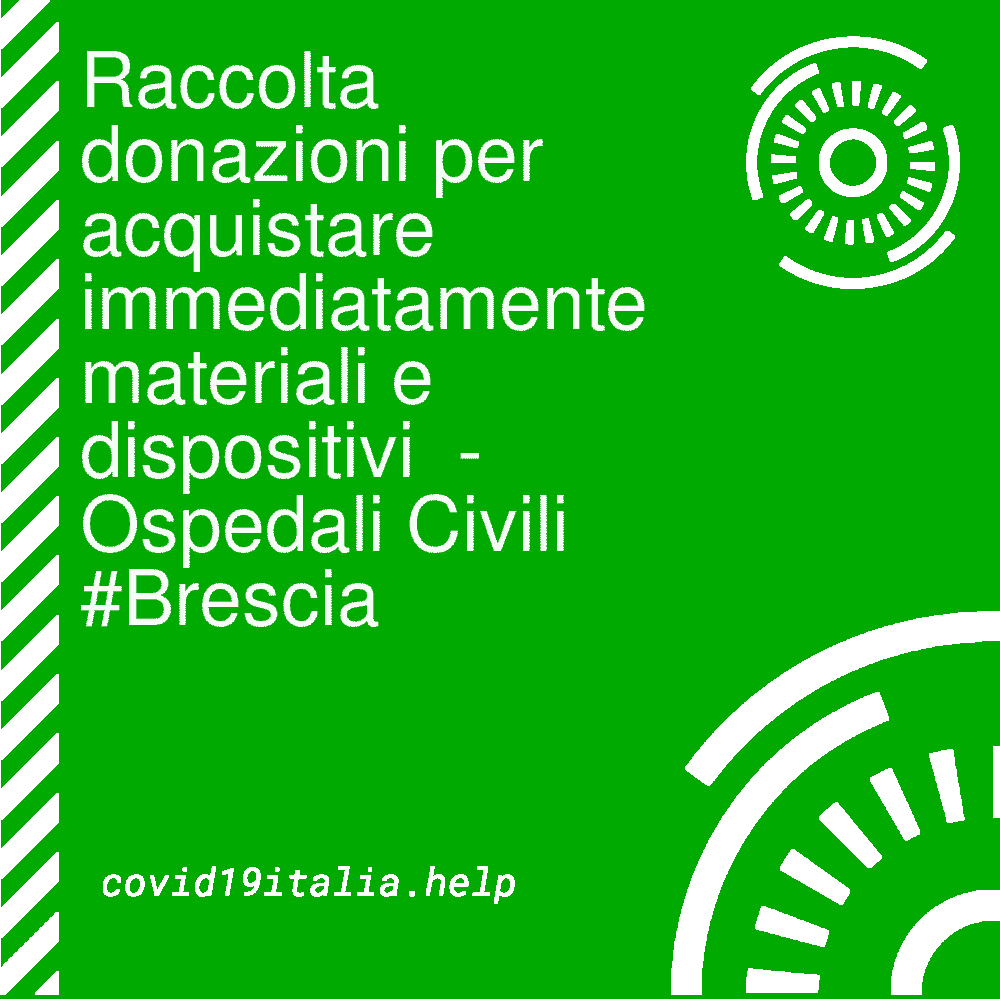 Raccolta
donazioni per
acquistare
immediatamente
materiali e
dispositivi  -
Ospedali Civili
#Brescia
covid19italia.help